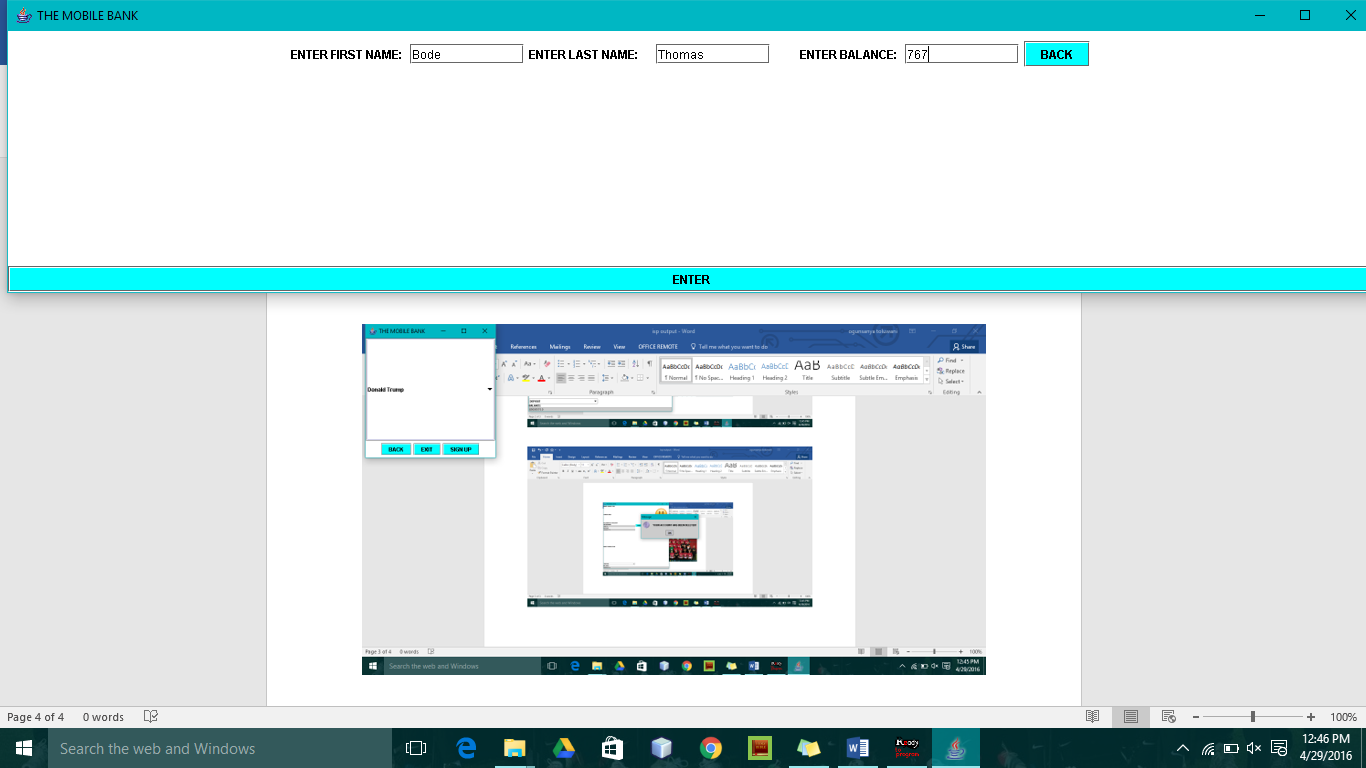 THE MOBILE BANK
ENTER FIRST NAME: Bode ENTER LAST NAME: Thomas ENTER BALANCE: 767 BACK
ENTER
THE MOBILE BANK
isp output - Word
References Mailings Review View OFFICE REMOTE Tell me what you want to do Share
AaBbCcDc AaBbCcDc AaBbCc AaBbCcC AaB AaBbCcC AaBbCcDc AaBbCcDc
¶ Normal ¶ No Spac... Heading 1 Heading 2 Title Subtitle Subtle Em... Emphasis
Find
Replace
Select
Paragraph Styles Editing
Donald Trump
BACK EXIT SIGN UP
Page 3 of 4 0 words 100%
Search the web and Windows
12:45 PM
4/29/2016
Page 4 of 4 0 words 100%
Search the web and Windows
12:46 PM
4/29/2016